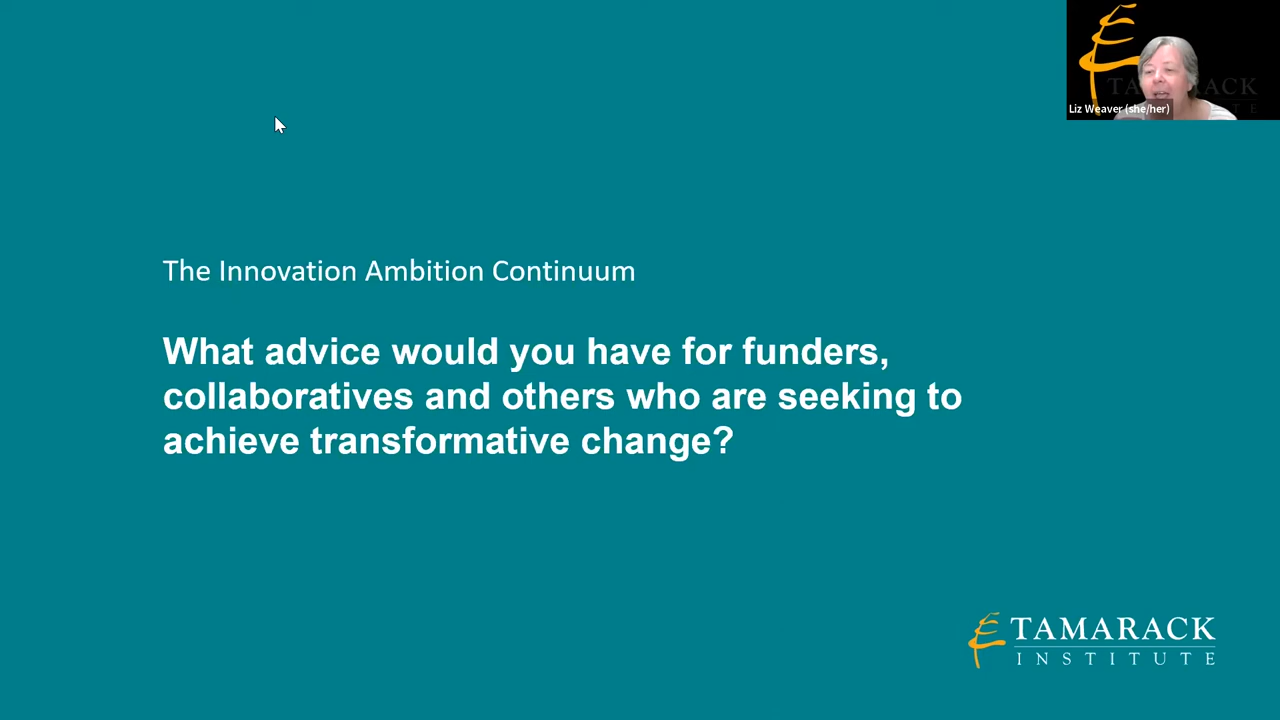 Liz Weaver (she/her)
The Innovation Ambition Continuum
What advice would you have for funders,
collaboratives and others who are seeking to
achieve transformative change?
TAMARACK
INSTITUTE